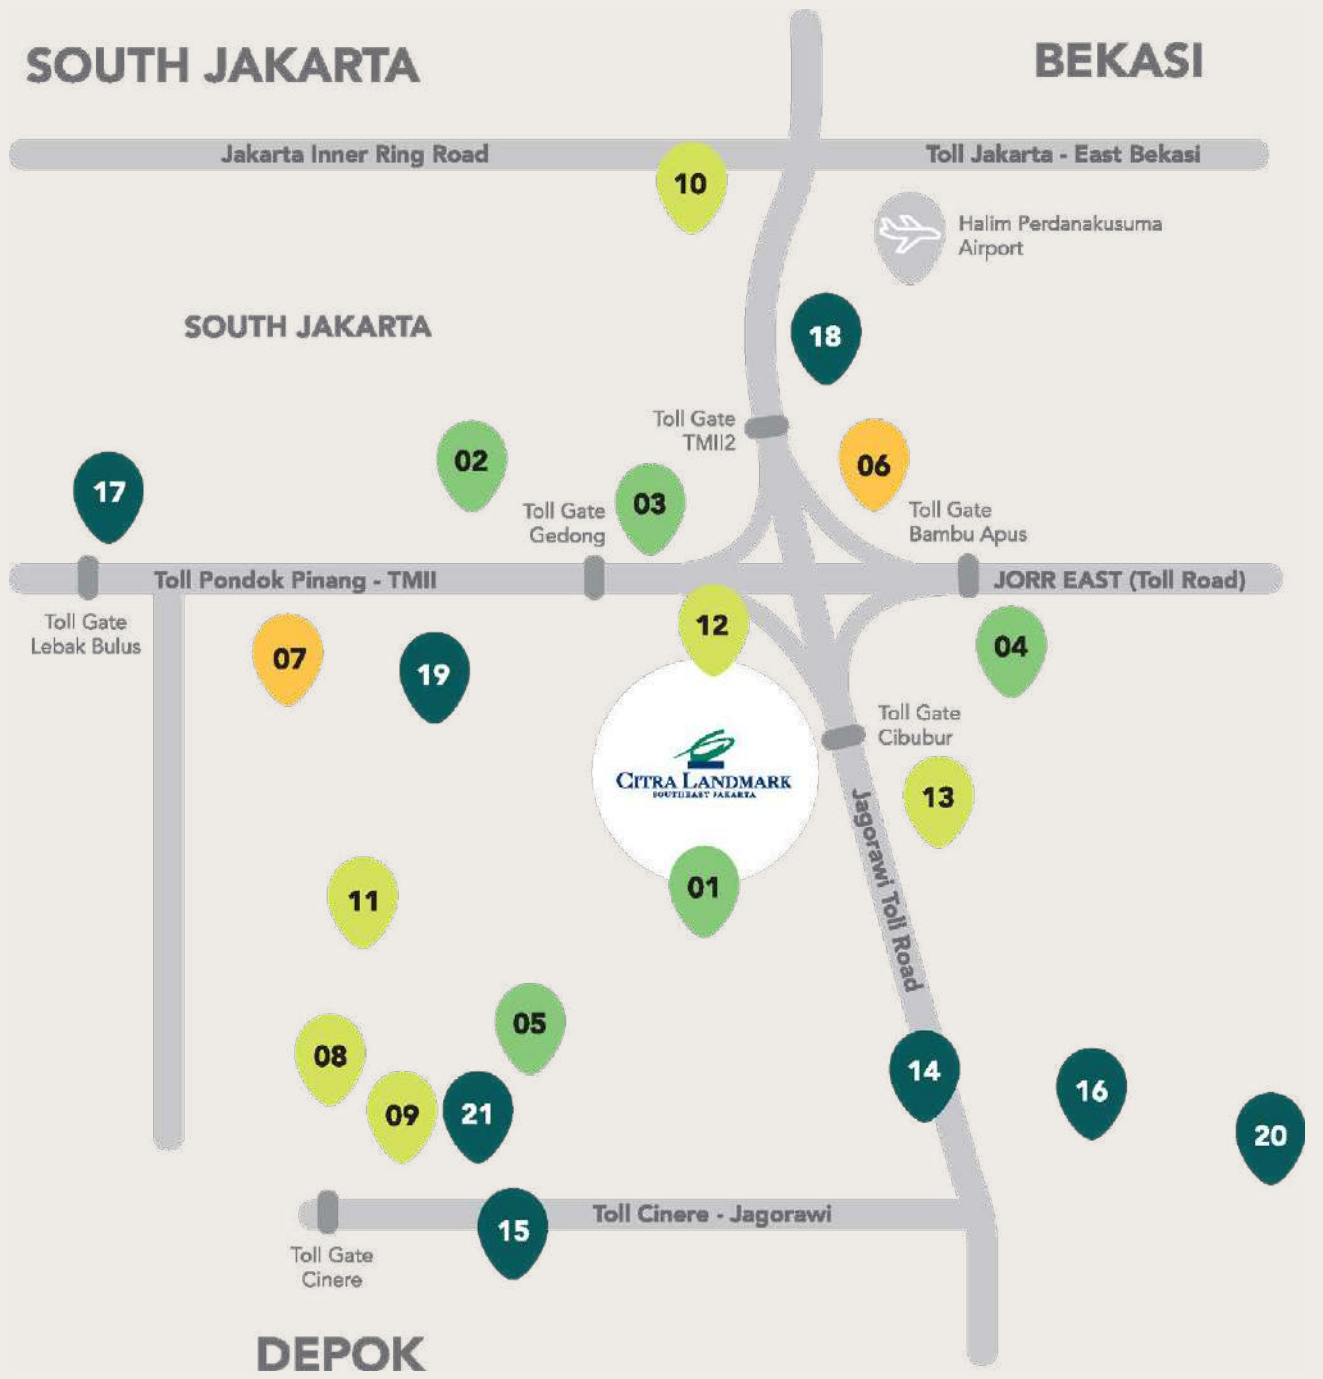 SOUTH JAKARTA
BEKASI
Jakarta Inner Ring Road
Toll Jakarta - East Bekasi
10
Halim Perdanakusuma
Airport
SOUTH JAKARTA
18
Toll Gate
TMII2
02
06
17
03
Toll Gate
Gedong
Toll Gate
Bambu Apus
Toll Pondok Pinang - TMII
JORR EAST (Toll Road)
Toll Gate
Lebak Bulus
12
04
07
19
Toll Gate
Cibubur
CITRA LANDMARK
SOUTHEAST JAKARTA
13
Jagorawi Toll Road
01
11
05
08
14
16
09
21
20
Toll Cinere - Jagorawi
15
Toll Gate
Cinere
DEPOK